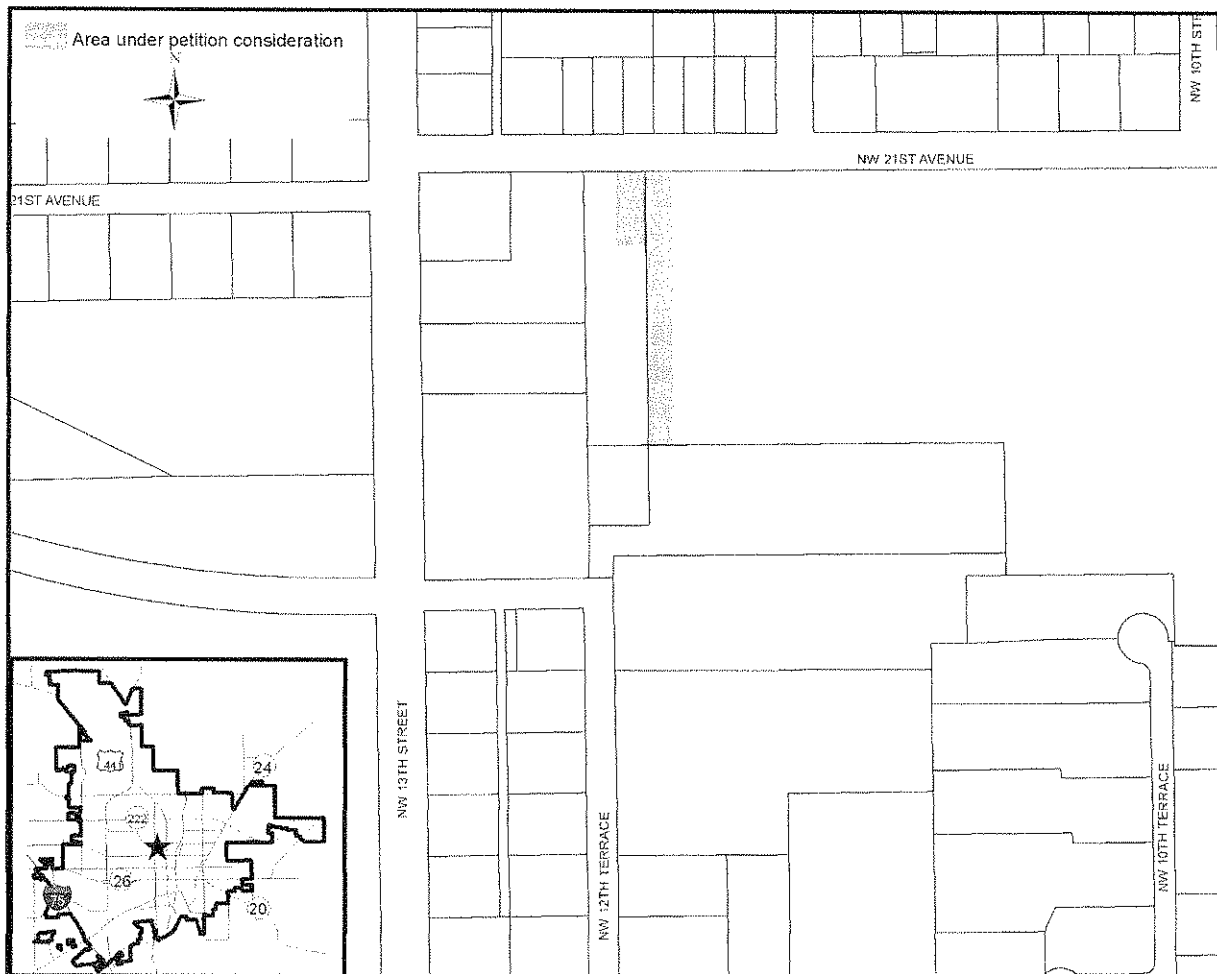 Area under petition consideration
N
NW 10TH STR
NW 21ST AVENUE
21ST AVENUE
NW 13TH STREET
NW 12TH TERRACE
NW 10TH TERRACE
441
24
222
26
20